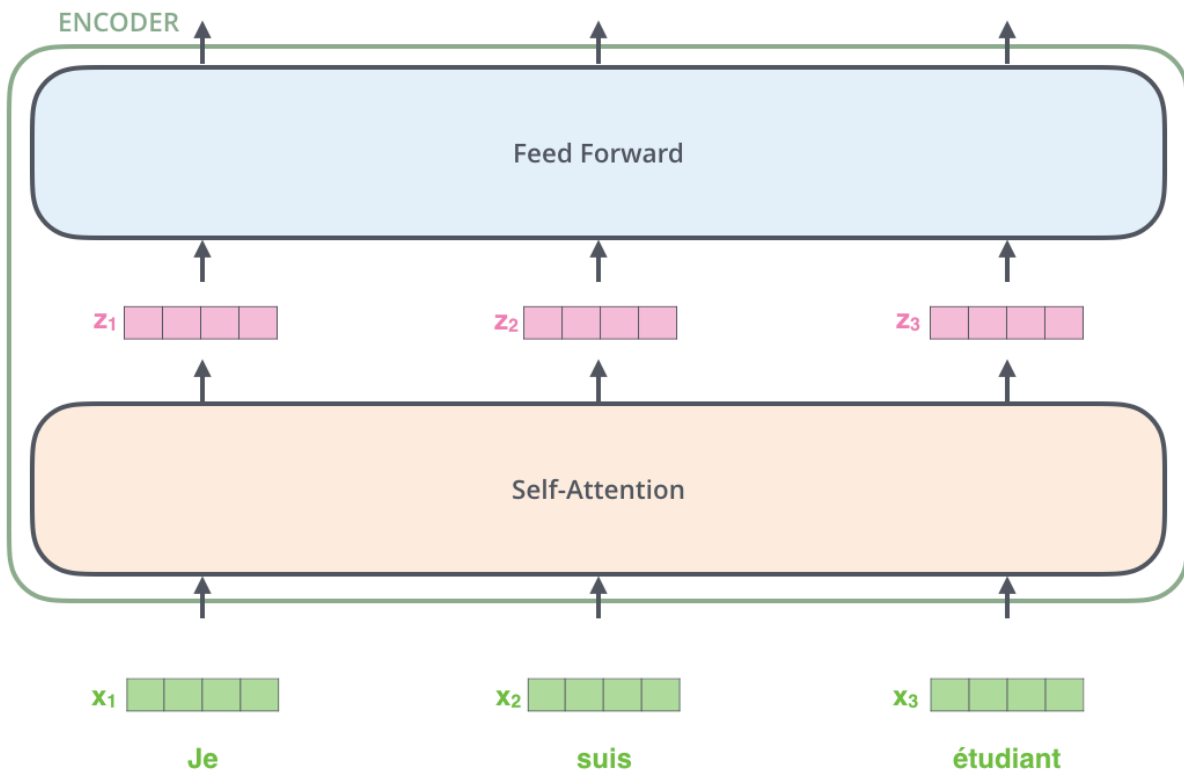 ENCODER
Feed Forward
z₁ z₂ z₃
Self-Attention
x₁ x₂ x₃
Je suis étudiant